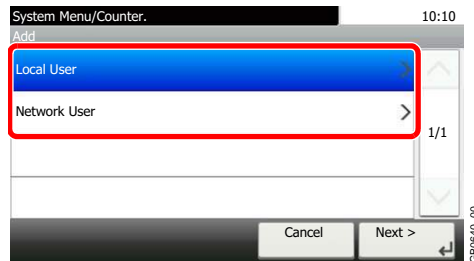 System Menu/Counter. 10:10
Add
Local User
Network User
1/1
Cancel Next >